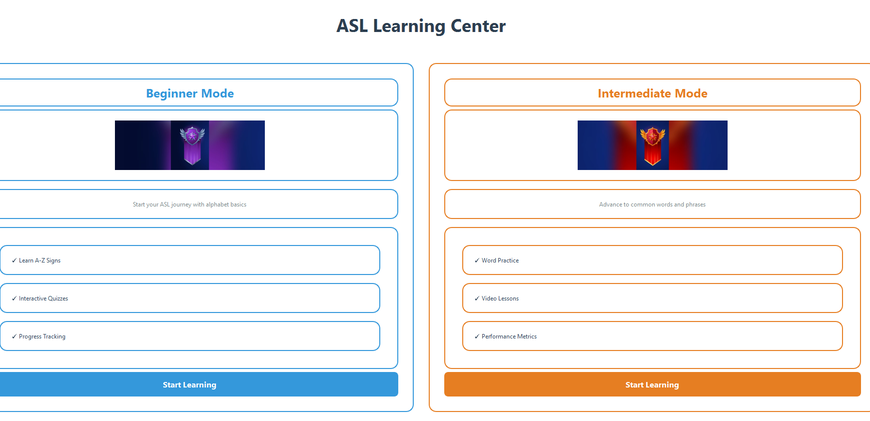 ASL Learning Center
Beginner Mode
Start your ASL journey with alphabet basics
✓ Learn A-Z Signs
✓ Interactive Quizzes
✓ Progress Tracking
Start Learning
Intermediate Mode
Advance to common words and phrases
✓ Word Practice
✓ Video Lessons
✓ Performance Metrics
Start Learning